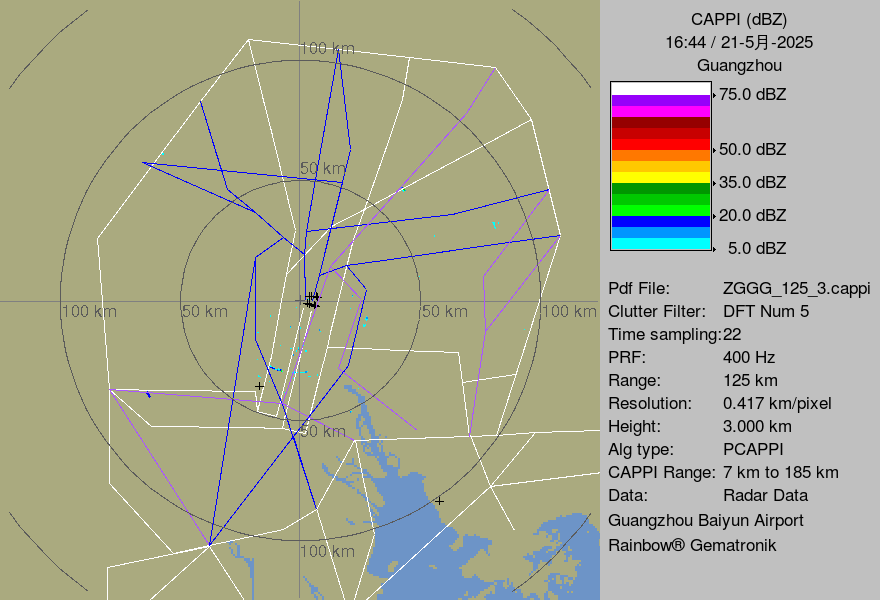 100 km
50 km
100 km
50 km
50 km
100 km
50 km
100 km
CAPPI (dBZ)
16:44 / 21-5月-2025
Guangzhou
75.0 dBZ
50.0 dBZ
35.0 dBZ
20.0 dBZ
5.0 dBZ
Pdf File: ZGGG_125_3.cappi
Clutter Filter: DFT Num 5
Time sampling:22
PRF: 400 Hz
Range: 125 km
Resolution: 0.417 km/pixel
Height: 3.000 km
Alg type: PCAPPI
CAPPI Range: 7 km to 185 km
Data: Radar Data
Guangzhou Baiyun Airport
Rainbow® Gematronik